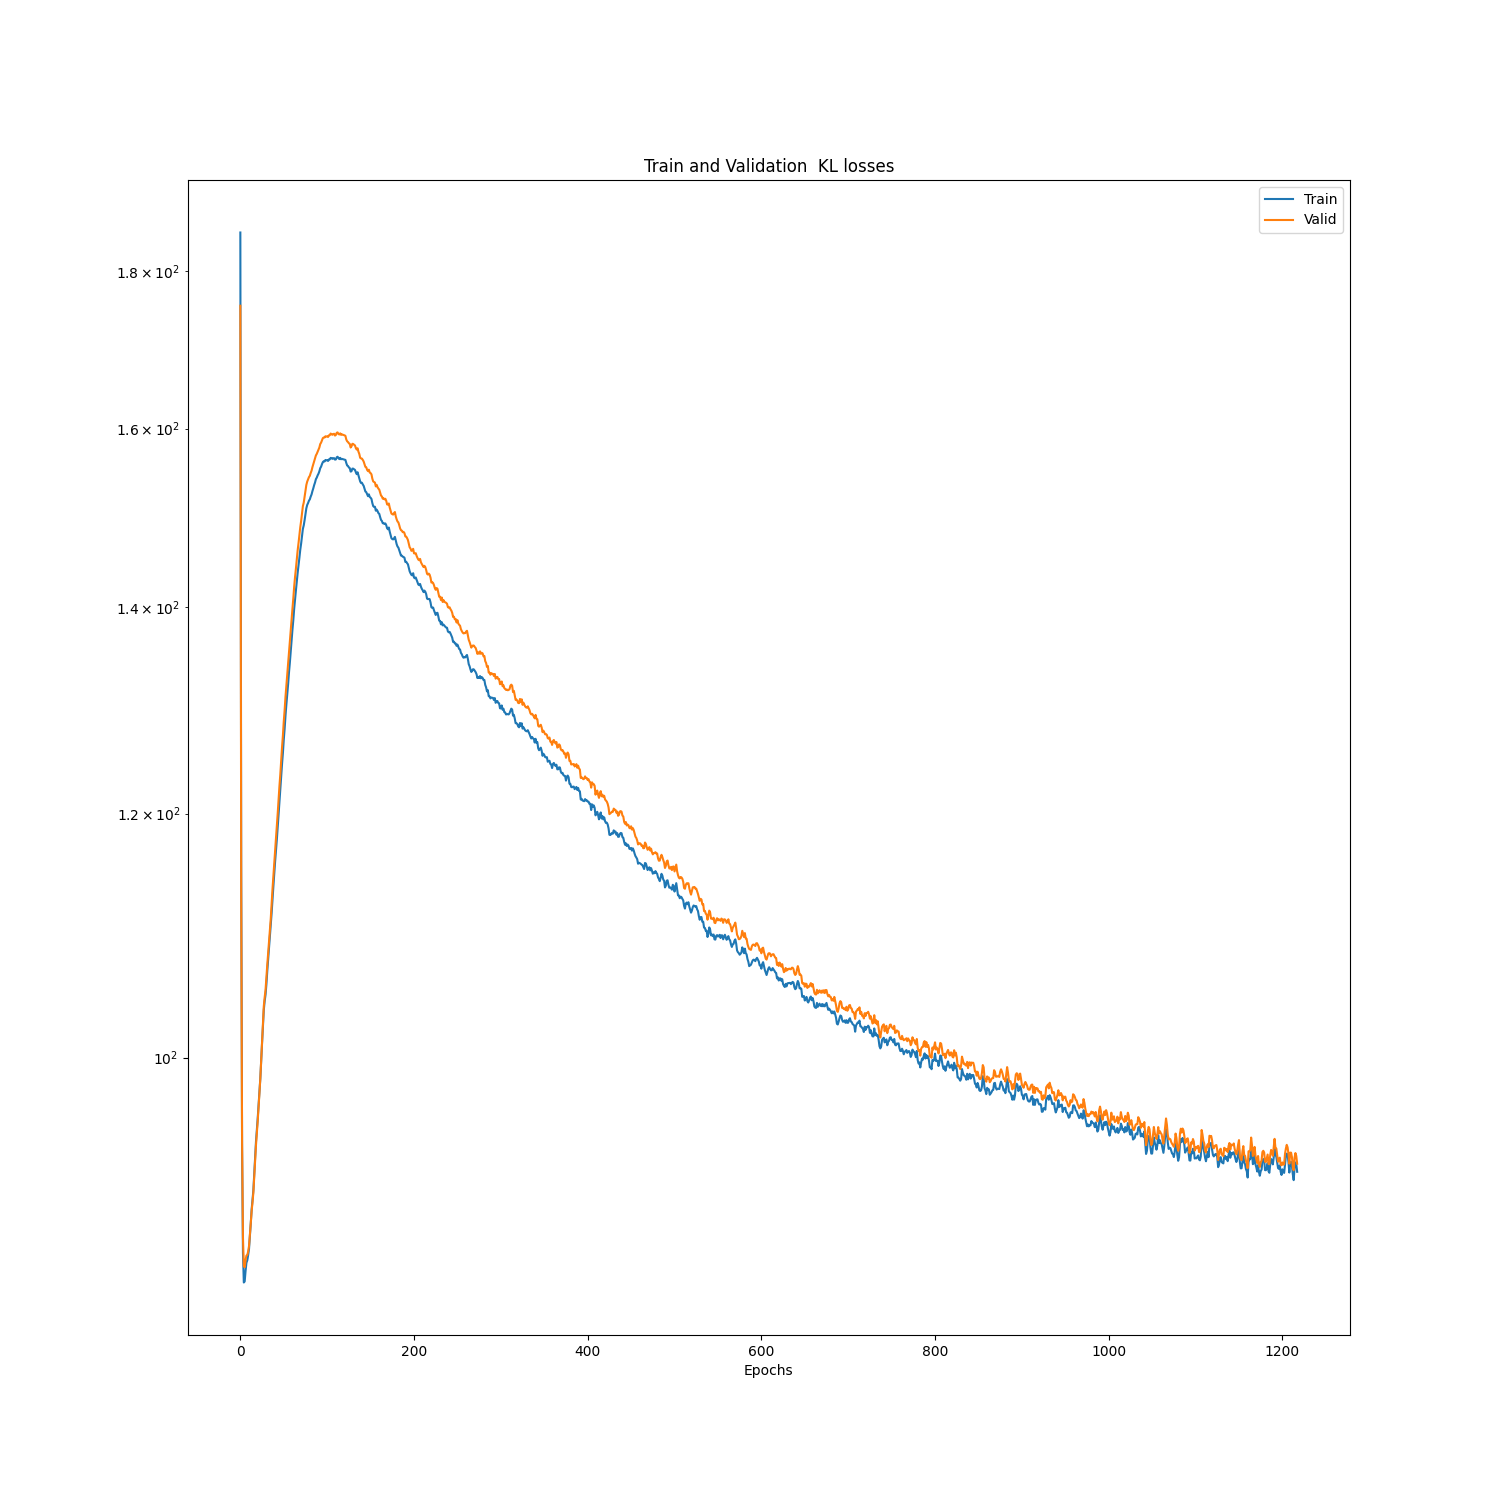 Train and Validation  KL losses
Train
Valid
1.8 × 10²
1.6 × 10²
1.4 × 10²
1.2 × 10²
10²
0 200 400 600 800 1000 1200
Epochs